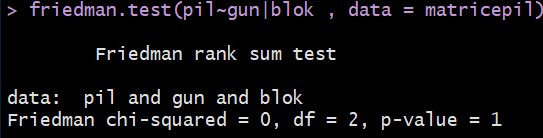 > friedman.test(pil~gun|blok , data = matricepil)
Friedman rank sum test
data:  pil and gun and blok
Friedman chi-squared = 0, df = 2, p-value = 1